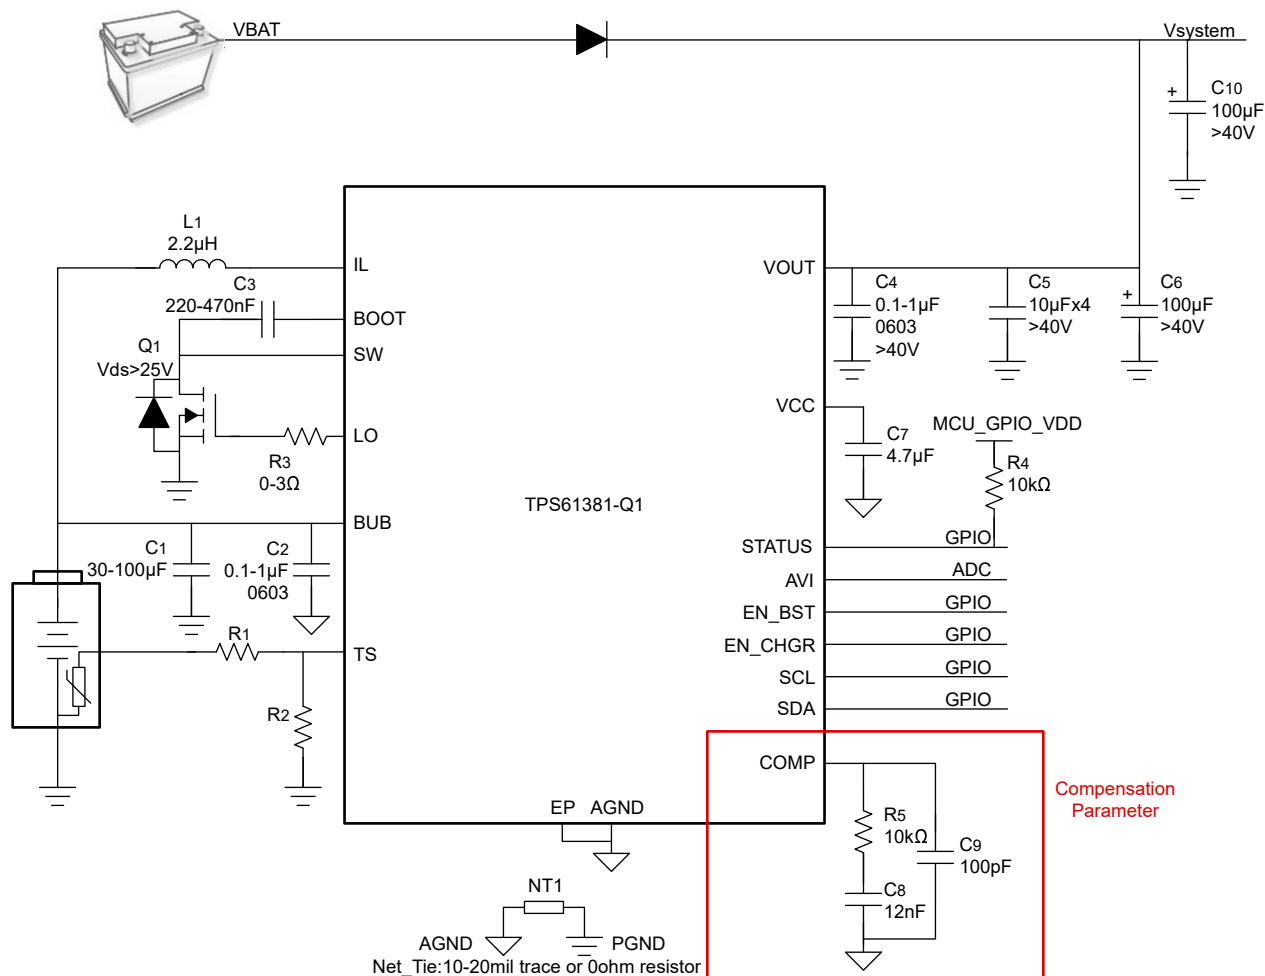 VBAT
Vsystem
+
C10
100µF
>40V
L1
2.2µH
IL
C3
220-470nF
BOOT
SW
Q1
Vds>25V
LO
R3
0-3Ω
BUB
C1
30-100µF
C2
0.1-1µF
0603
TS
R1
R2
TPS61381-Q1
VOUT
C4
0.1-1µF
0603
>40V
C5
10µFx4
>40V
+
C6
100µF
>40V
VCC
C7
4.7µF
MCU_GPIO_VDD
R4
10kΩ
STATUS
GPIO
AVI
ADC
EN_BST
GPIO
EN_CHGR
GPIO
SCL
GPIO
SDA
GPIO
COMP
R5
10kΩ
C8
12nF
C9
100pF
Compensation
Parameter
EP AGND
NT1
AGND
PGND
Net_Tie:10-20mil trace or 0ohm resistor